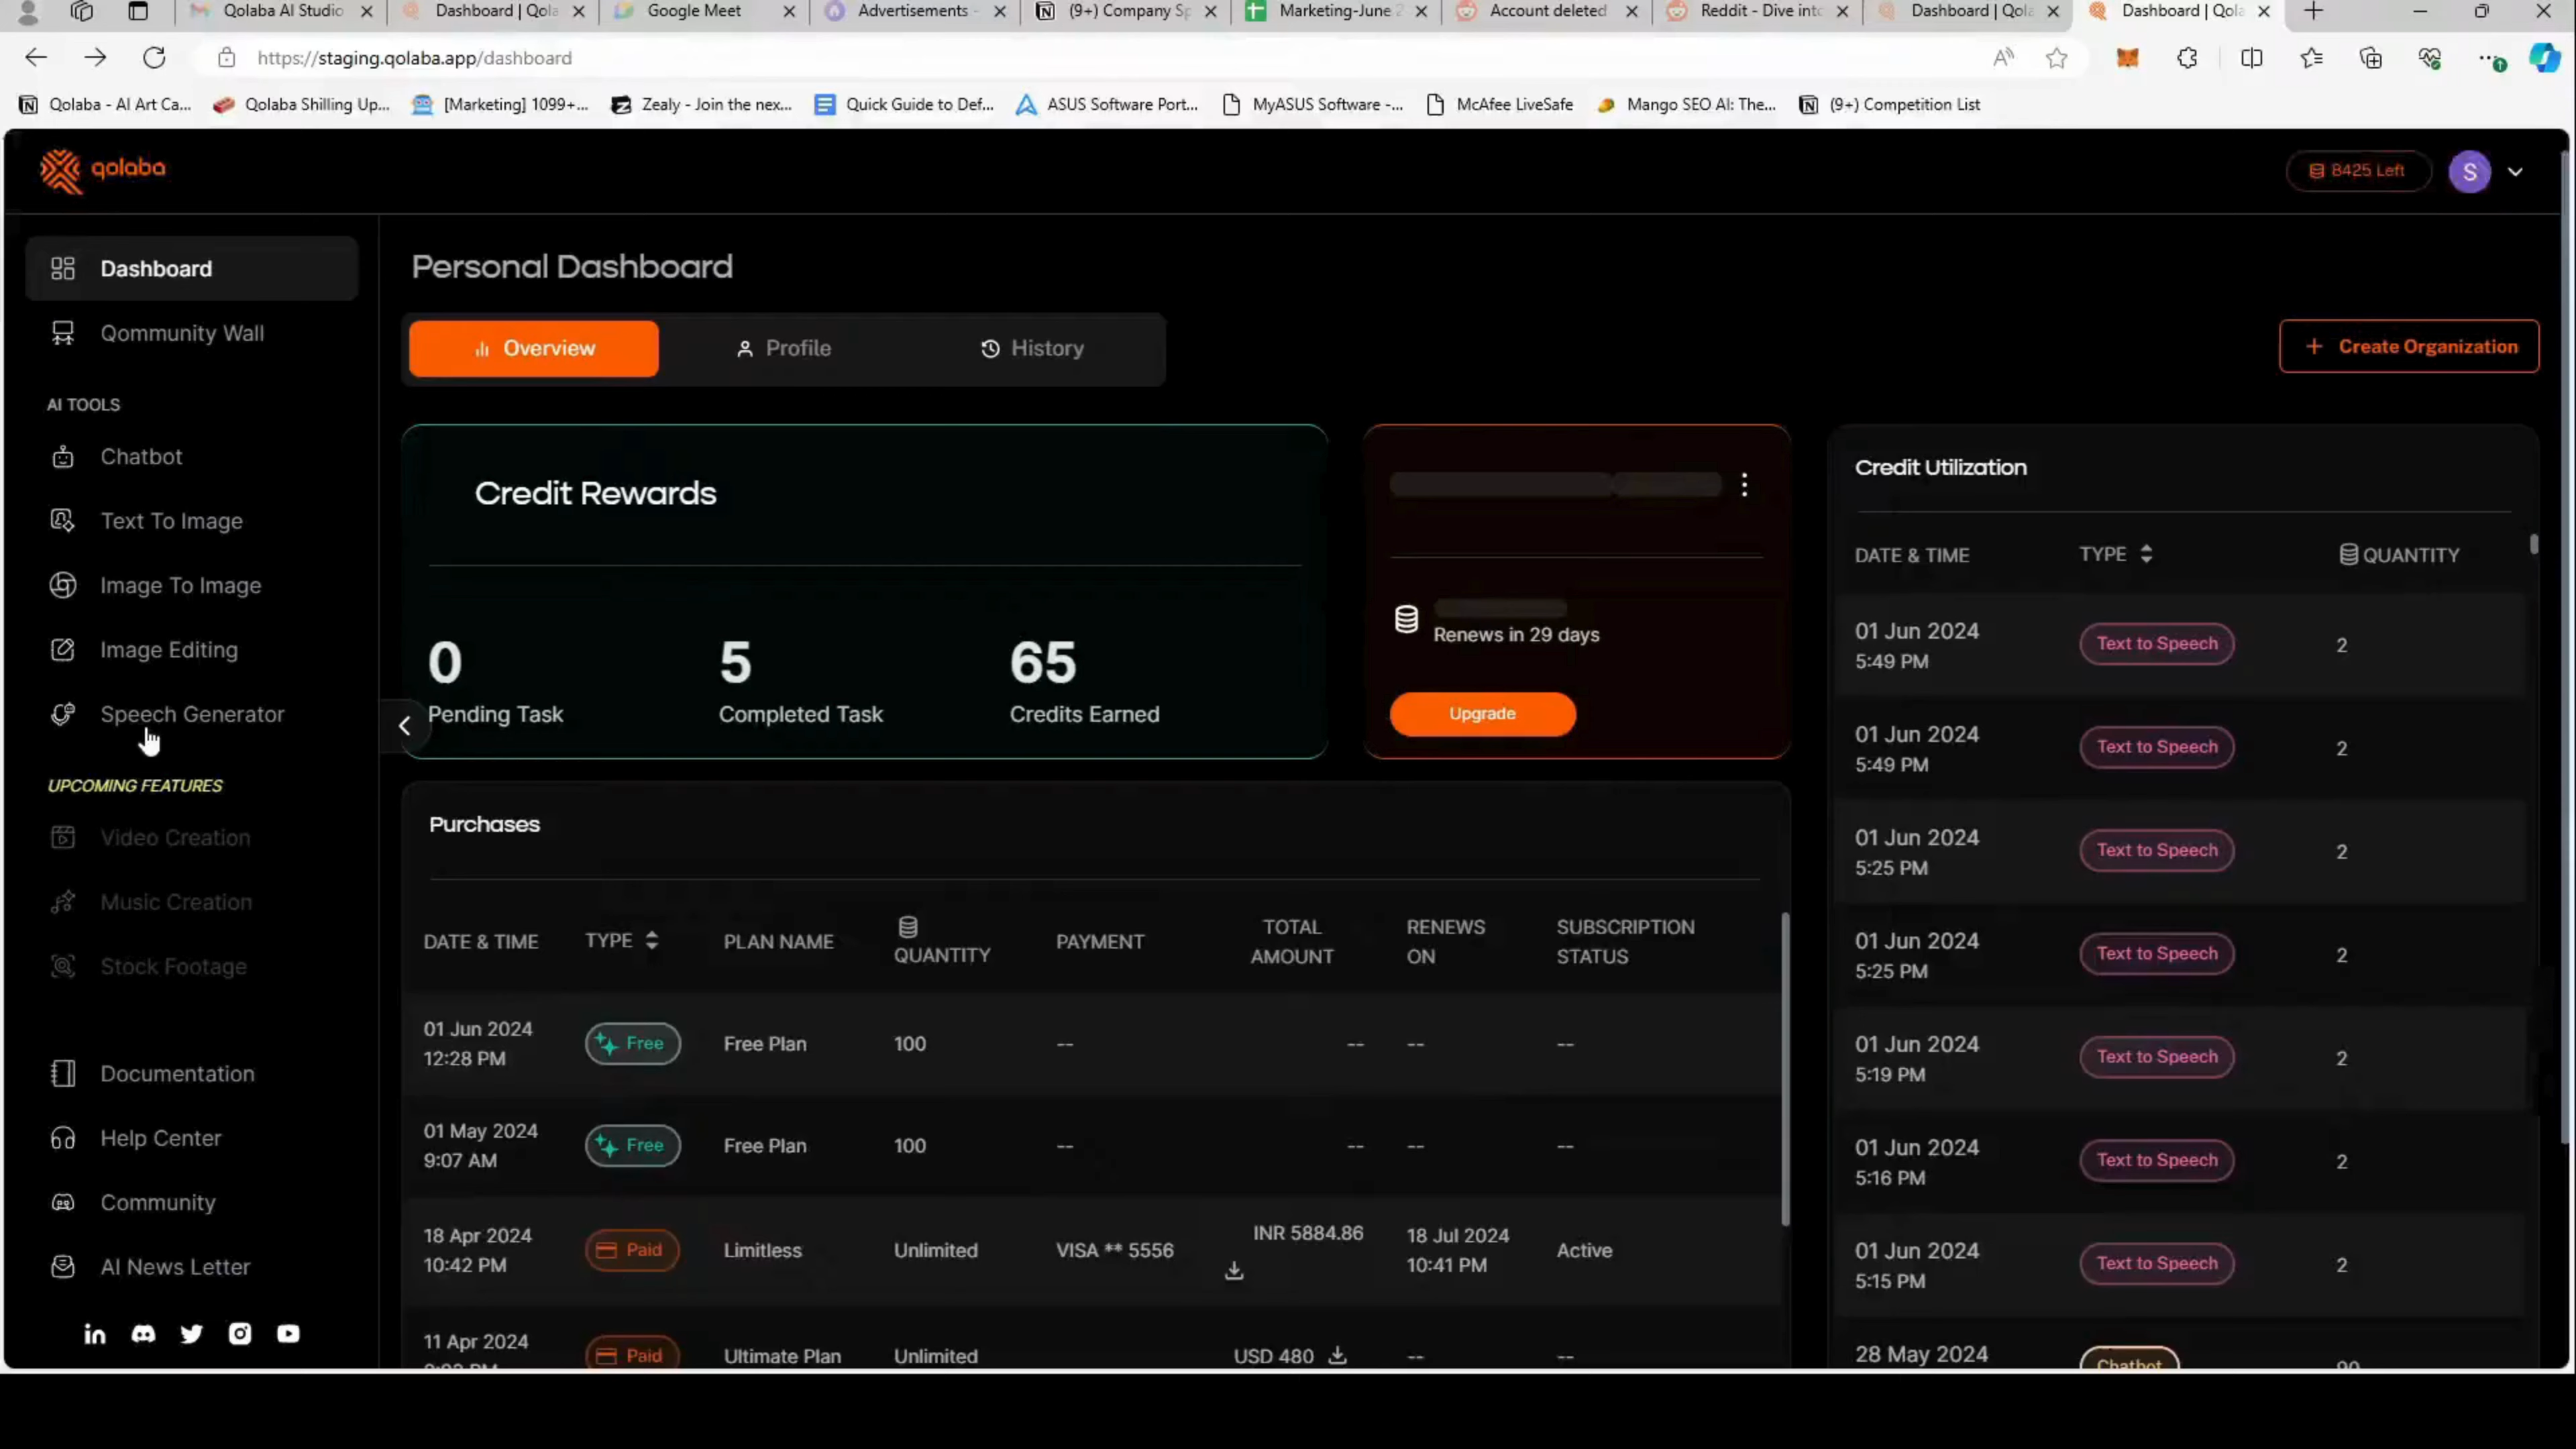 Qolaba AI Studio
Dashboard | Qola
Google Meet
Advertisements -
(9+) Company Sp
Marketing-June 2
Account deleted
Reddit - Dive into
Dashboard | Qola
Dashboard | Qola
https://staging.qolaba.app/dashboard
Qolaba - AI Art Ca...
Qolaba Shilling Up...
[Marketing] 1099+...
Zealy - Join the nex...
Quick Guide to Def...
ASUS Software Port...
MyASUS Software -...
McAfee LiveSafe
Mango SEO AI: The...
(9+) Competition List
qolaba
8425 Left
S
Dashboard
Qommunity Wall
AI TOOLS
Chatbot
Text To Image
Image To Image
Image Editing
Speech Generator
UPCOMING FEATURES
Video Creation
Music Creation
Stock Footage
Documentation
Help Center
Community
AI News Letter
Personal Dashboard
Overview
Profile
History
+ Create Organization
Credit Rewards
0
Pending Task
5
Completed Task
65
Credits Earned
Renews in 29 days
Upgrade
Purchases
DATE & TIME
TYPE
PLAN NAME
QUANTITY
PAYMENT
TOTAL AMOUNT
RENEWS ON
SUBSCRIPTION STATUS
01 Jun 2024 12:28 PM
Free
Free Plan
100
--
--
--
--
01 May 2024 9:07 AM
Free
Free Plan
100
--
--
--
--
18 Apr 2024 10:42 PM
Paid
Limitless
Unlimited
VISA ** 5556
INR 5884.86
18 Jul 2024 10:41 PM
Active
11 Apr 2024
Paid
Ultimate Plan
Unlimited
USD 480
--
--
Credit Utilization
DATE & TIME
TYPE
QUANTITY
01 Jun 2024 5:49 PM
Text to Speech
2
01 Jun 2024 5:49 PM
Text to Speech
2
01 Jun 2024 5:25 PM
Text to Speech
2
01 Jun 2024 5:25 PM
Text to Speech
2
01 Jun 2024 5:19 PM
Text to Speech
2
01 Jun 2024 5:16 PM
Text to Speech
2
01 Jun 2024 5:15 PM
Text to Speech
2
28 May 2024
Chatbot